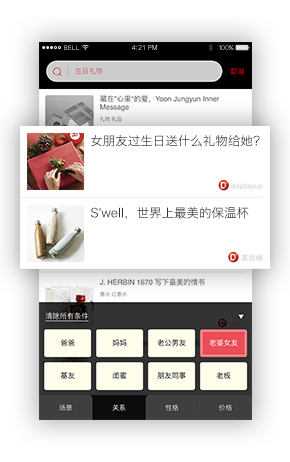 BELL
4:21 PM
100%
生日礼物
取消
藏在“心里”的爱，Yoon Jungyun Inner
Message
礼物 礼品
女朋友过生日送什么礼物给她？
daydayup
S'well，世界上最美的保温杯
J. HERBIN 1670 写下最美的情书
墨水 红墨水
清除所有条件
爸爸 妈妈 老公男友 老婆女友
基友 闺蜜 朋友同事 老板
场景 关系 性格 价格